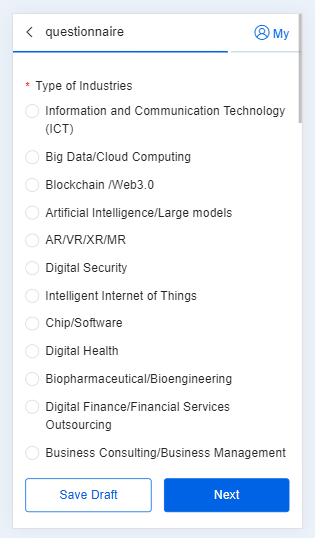 questionnaire
My
* Type of Industries
Information and Communication Technology
(ICT)
Big Data/Cloud Computing
Blockchain /Web3.0
Artificial Intelligence/Large models
AR/VR/XR/MR
Digital Security
Intelligent Internet of Things
Chip/Software
Digital Health
Biopharmaceutical/Bioengineering
Digital Finance/Financial Services
Outsourcing
Business Consulting/Business Management
Save Draft
Next